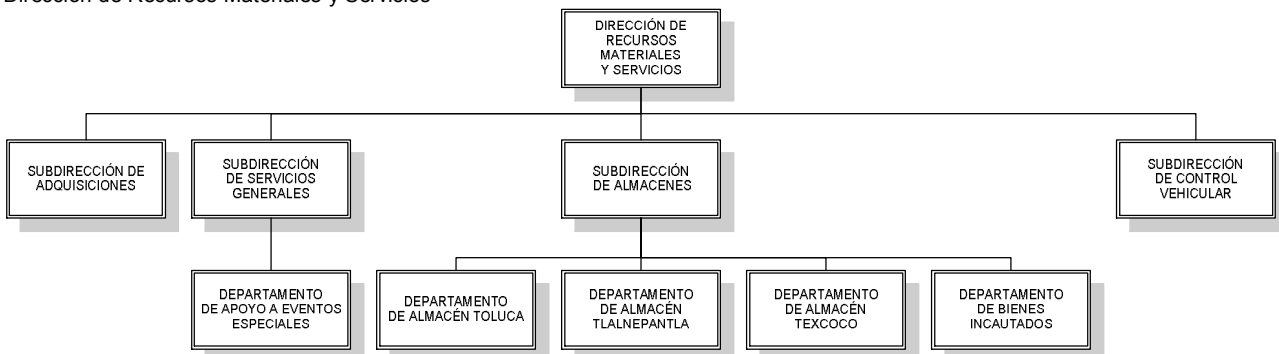 Dirección de Recursos Materiales y Servicios
DIRECCIÓN DE
RECURSOS
MATERIALES
Y SERVICIOS
SUBDIRECCIÓN DE
ADQUISICIONES
SUBDIRECCIÓN
DE SERVICIOS
GENERALES
SUBDIRECCIÓN
DE ALMACENES
SUBDIRECCIÓN
DE CONTROL
VEHICULAR
DEPARTAMENTO
DE APOYO A EVENTOS
ESPECIALES
DEPARTAMENTO
DE ALMACÉN TOLUCA
DEPARTAMENTO
DE ALMACÉN
TLALNEPANTLA
DEPARTAMENTO
DE ALMACÉN
TEXCOCO
DEPARTAMENTO
DE BIENES
INCAUTADOS